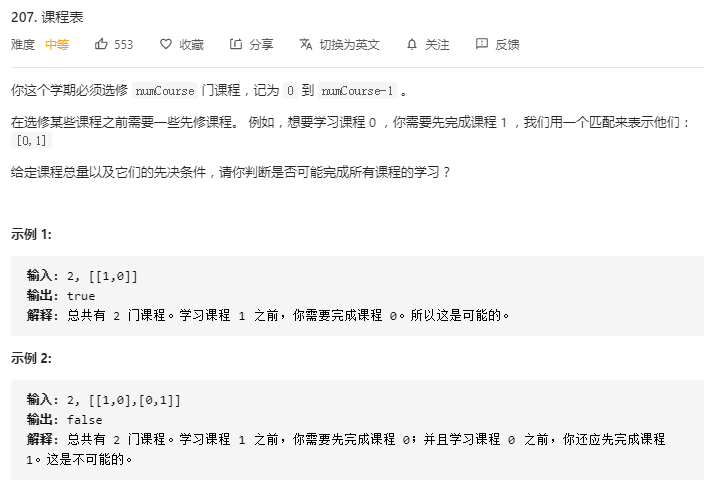 207. 课程表
难度 中等 553 收藏 分享 切换为英文 关注 反馈
你这个学期必须选修 numCourse 门课程，记为 0 到 numCourse-1 。
在选修某些课程之前需要一些先修课程。 例如，想要学习课程 0 ，你需要先完成课程 1 ，我们用一个匹配来表示他们：
[0,1]
给定课程总量以及它们的先决条件，请你判断是否可能完成所有课程的学习？
示例 1:
输入: 2, [[1,0]]
输出: true
解释: 总共有 2 门课程。学习课程 1 之前，你需要完成课程 0。所以这是可能的。
示例 2:
输入: 2, [[1,0],[0,1]]
输出: false
解释: 总共有 2 门课程。学习课程 1 之前，你需要先完成课程 0；并且学习课程 0 之前，你还应先完成课程
1。这是不可能的。